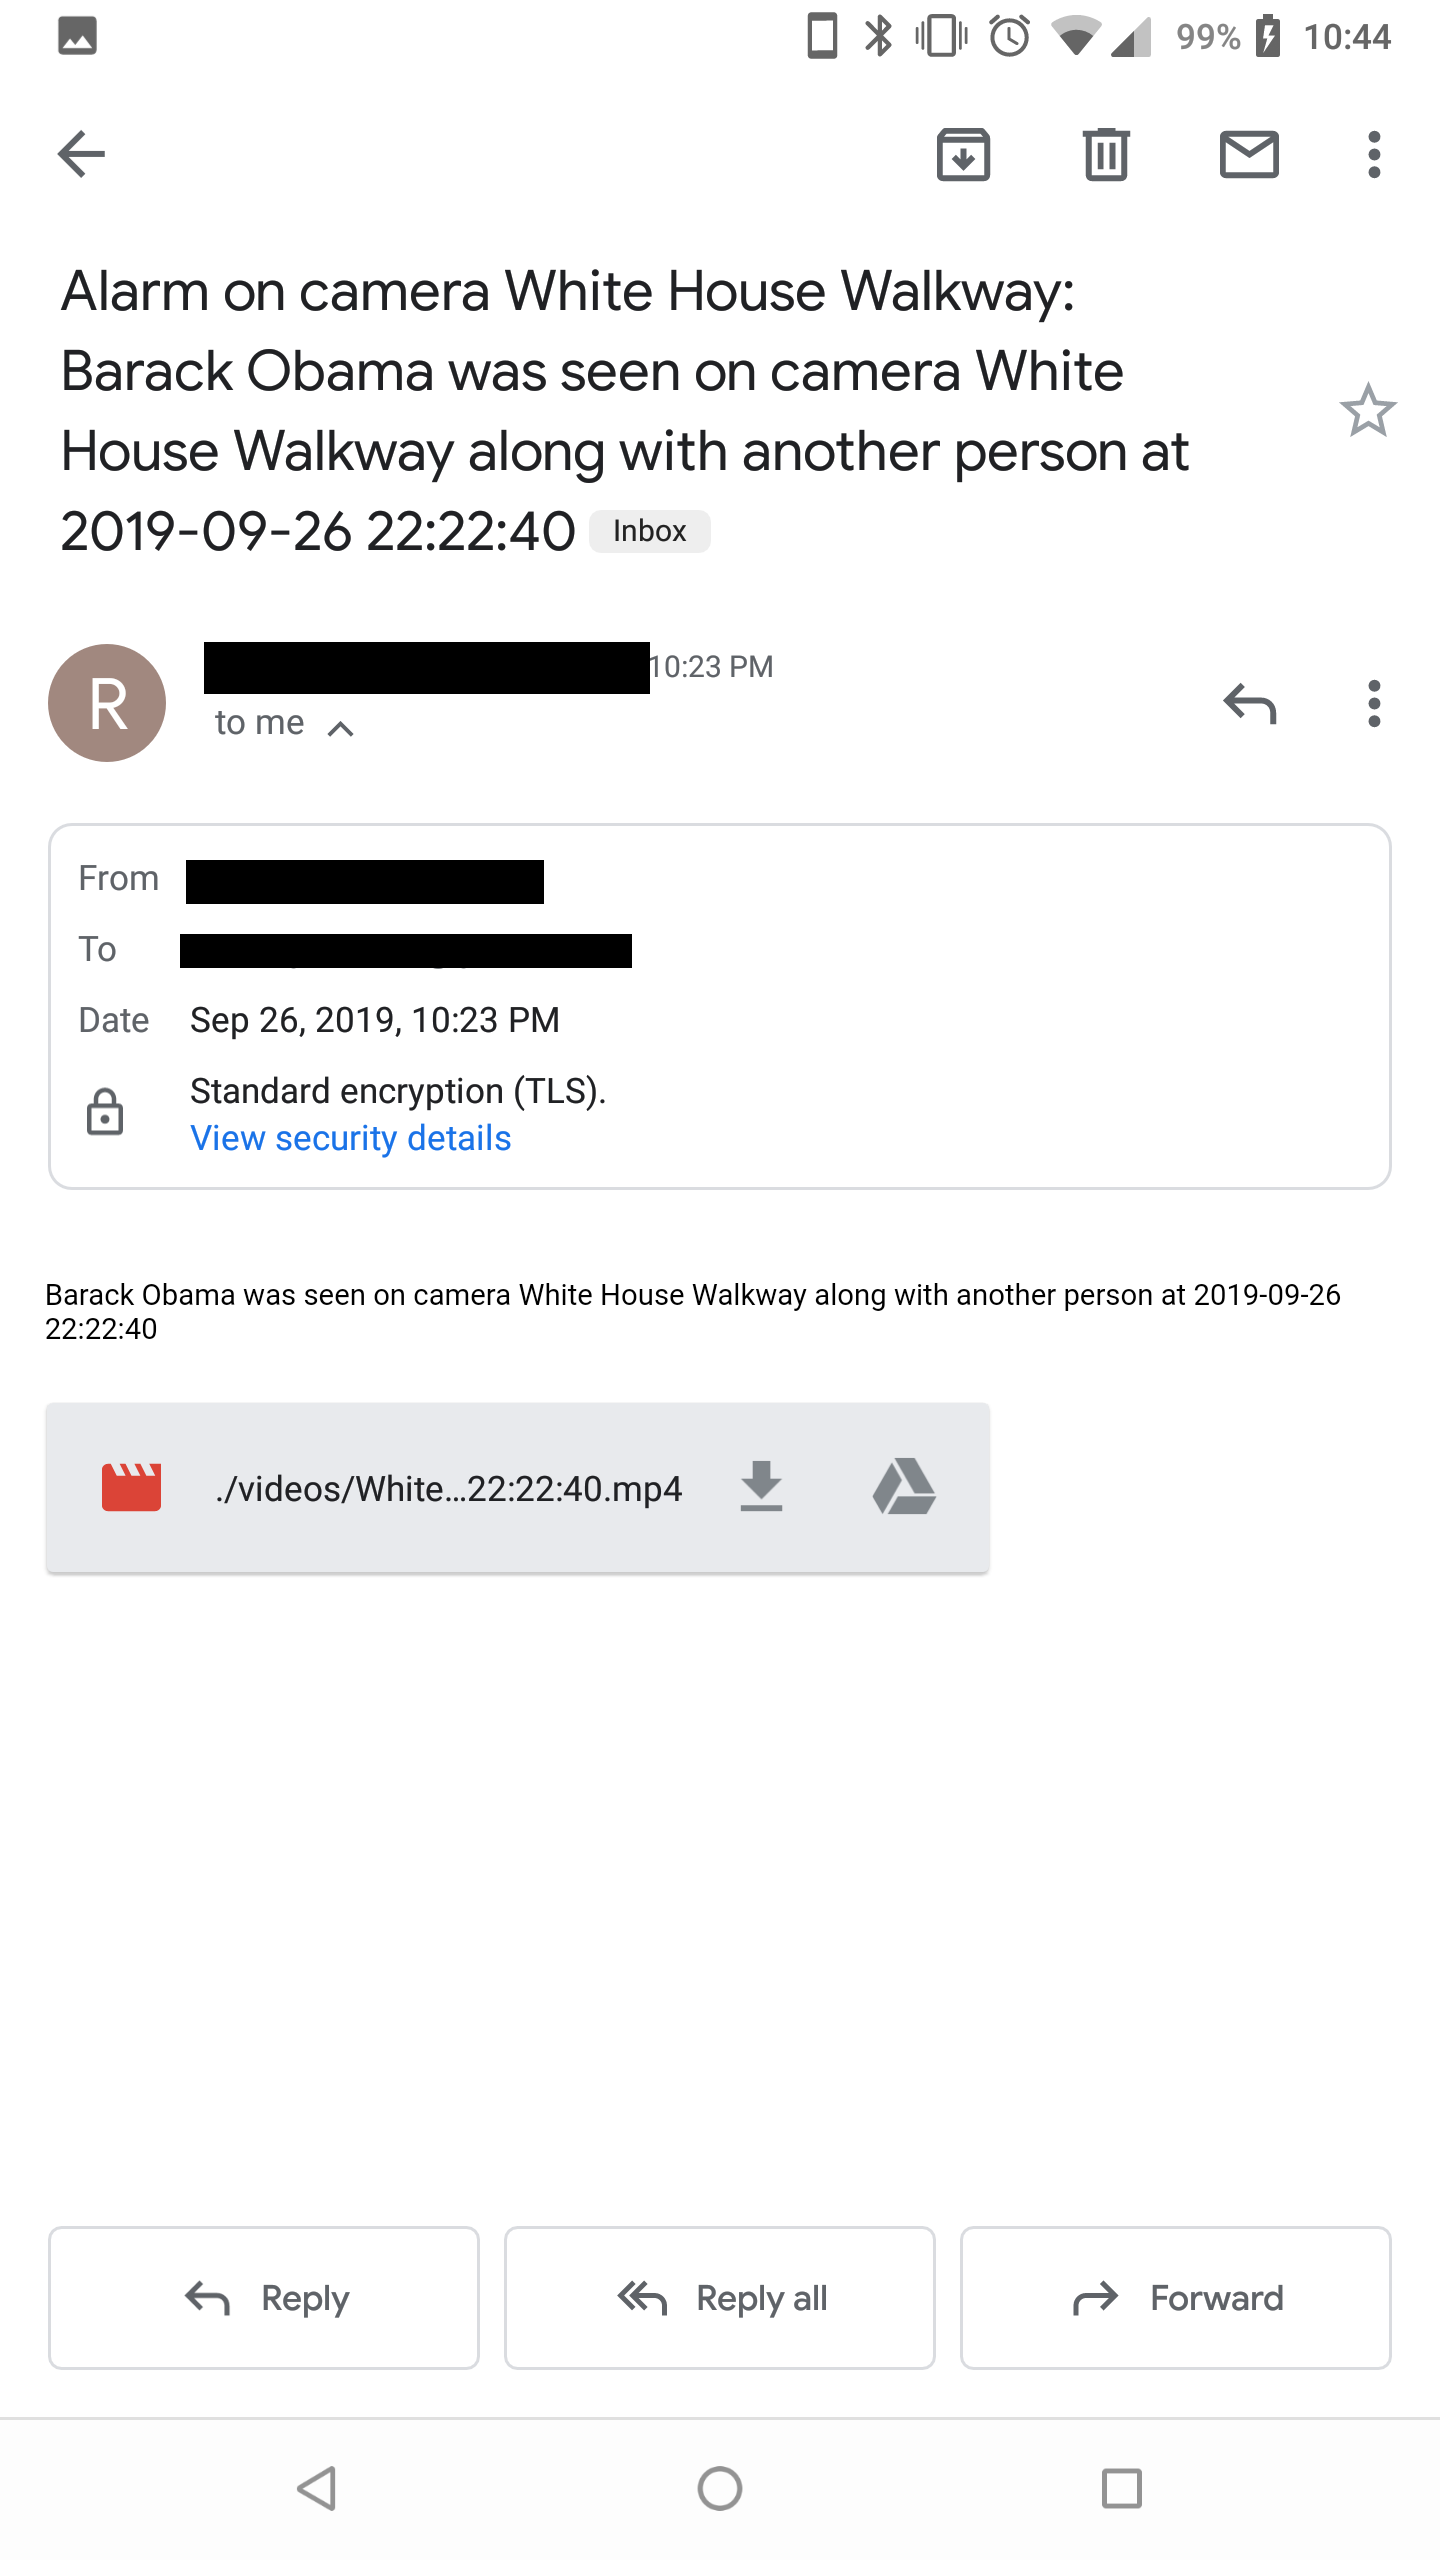 99% 10:44
Alarm on camera White House Walkway:
Barack Obama was seen on camera White
House Walkway along with another person at
2019-09-26 22:22:40 Inbox
R
10:23 PM
to me
From
To
Date Sep 26, 2019, 10:23 PM
Standard encryption (TLS).
View security details
Barack Obama was seen on camera White House Walkway along with another person at 2019-09-26
22:22:40
./videos/White...22:22:40.mp4
Reply Reply all Forward